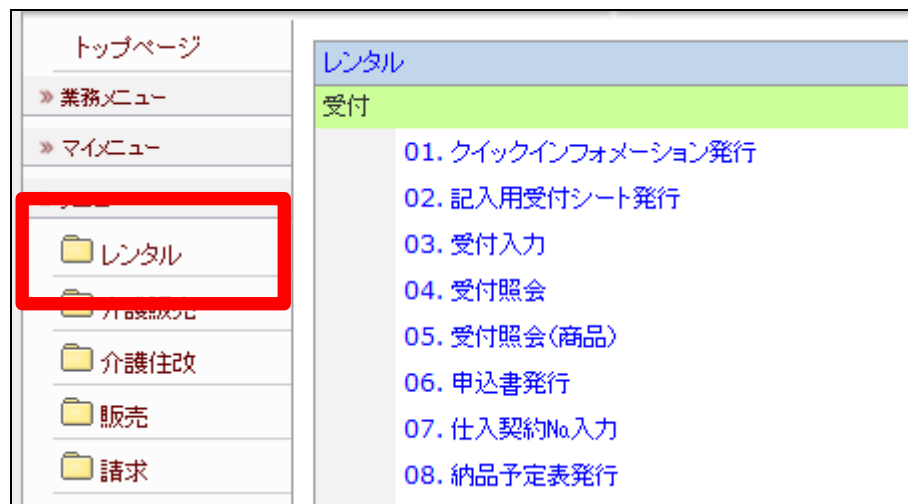 トップページ
» 業務メニュー
» マイメニュー
レンタル
介護販売
介護住改
販売
請求
レンタル
受付
01. クイックインフォメーション発行
02. 記入用受付シート発行
03. 受付入力
04. 受付照会
05. 受付照会(商品)
06. 申込書発行
07. 仕入契約№入力
08. 納品予定表発行